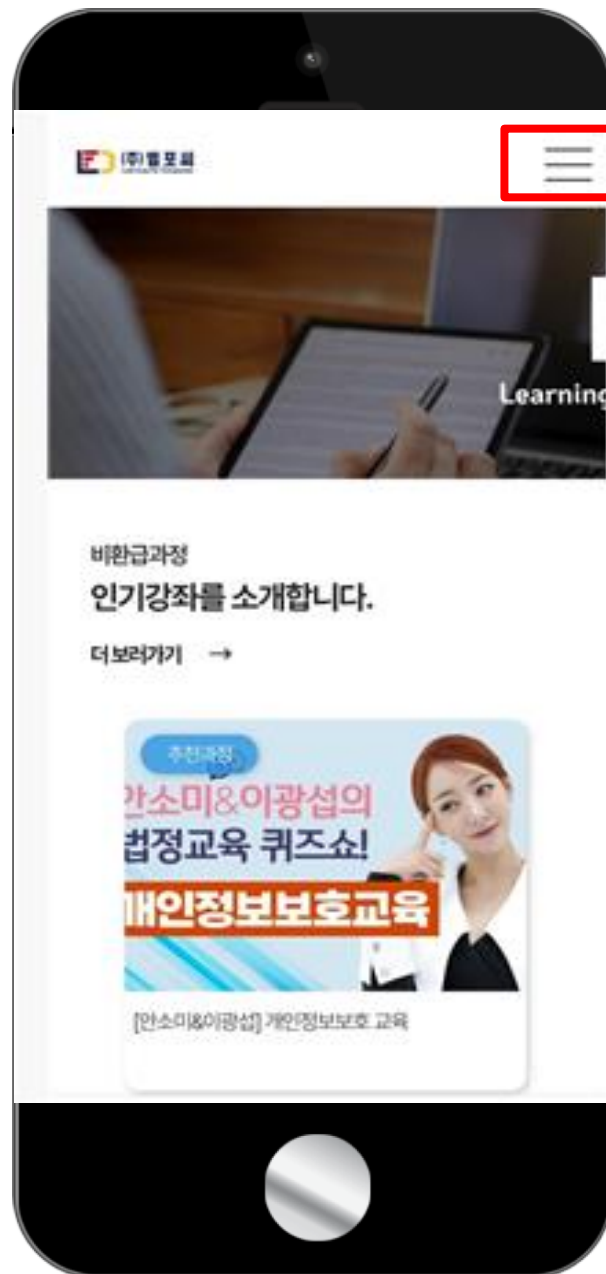 (주)엘포씨
Learning
비환급과정
인기강좌를 소개합니다.
더 보러가기 →
추천과정
안소미&이광섭의
법정교육 퀴즈쇼!
개인정보보호교육
[안소미&이광섭] 개인정보보호 교육